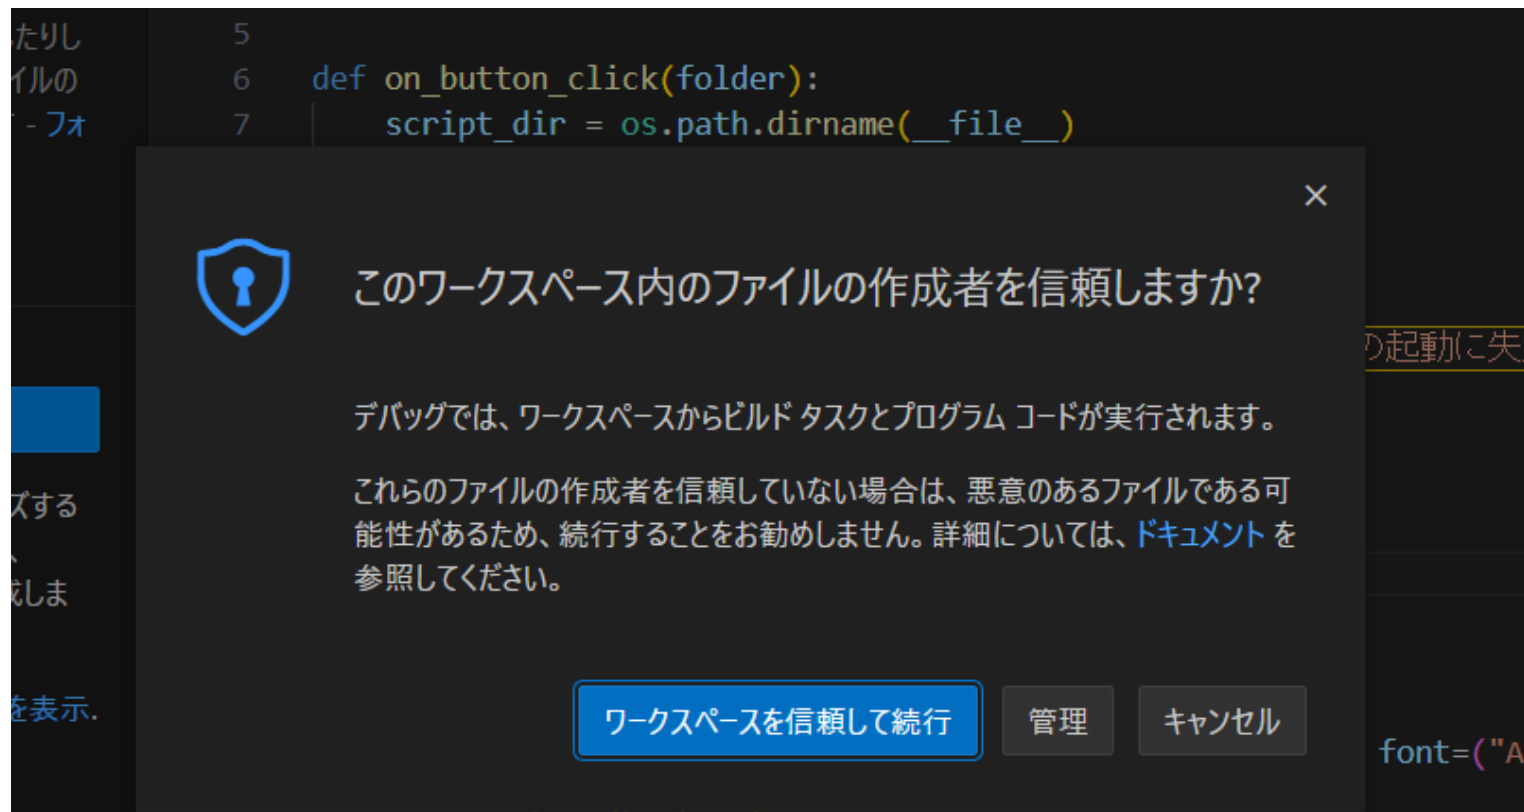 たりし
イルの
- フォ
5
6 def on_button_click(folder):
7 script_dir = os.path.dirname(__file__)
このワークスペース内のファイルの作成者を信頼しますか?
の起動に失
デバッグでは、ワークスペースからビルド タスクとプログラム コードが実行されます。
ズする
これらのファイルの作成者を信頼していない場合は、悪意のあるファイルである可
能性があるため、続行することをお勧めしません。詳細については、ドキュメント を
参照してください。
、
成しま
を表示.
ワークスペースを信頼して続行
管理
キャンセル
font=("A